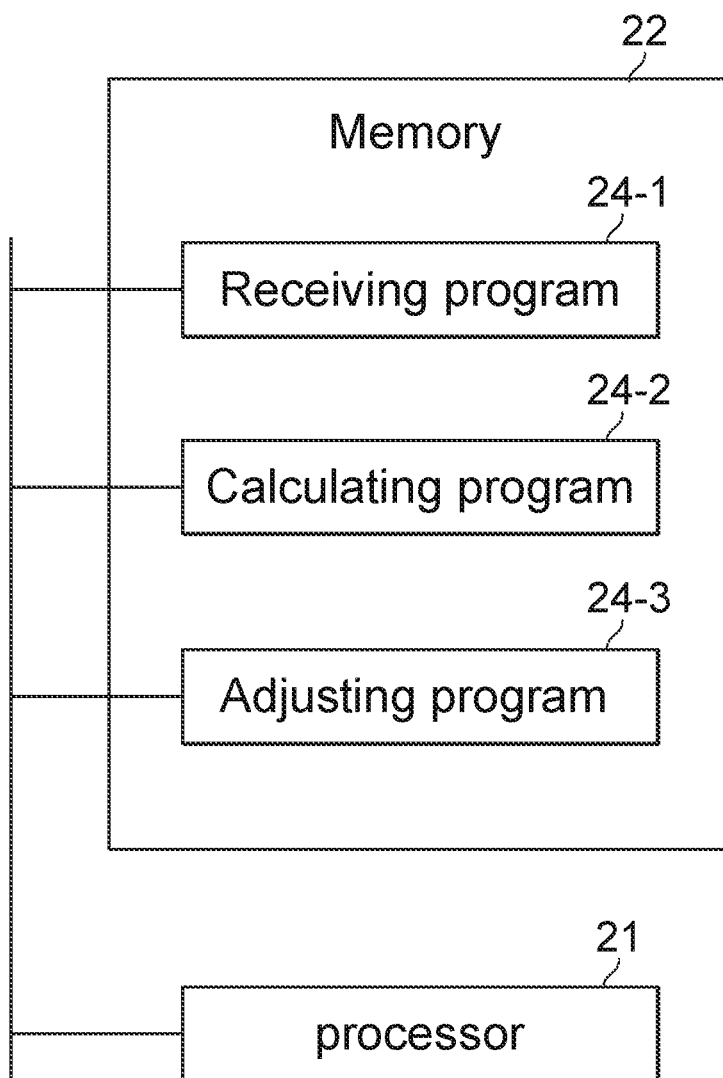 22
Memory
24-1
Receiving program
24-2
Calculating program
24-3
Adjusting program
21
processor